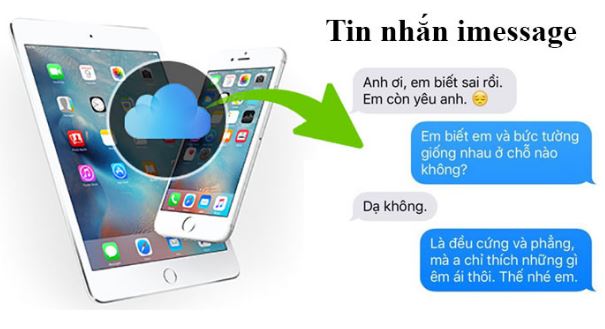 Tin nhắn imessage
Anh ơi, em biết sai rồi.
Em còn yêu anh. 😔
Em biết em và bức tường
giống nhau ở chỗ nào
không?
Dạ không.
Là đều cứng và phẳng,
mà a chỉ thích những gì
êm ái thôi. Thế nhé em.